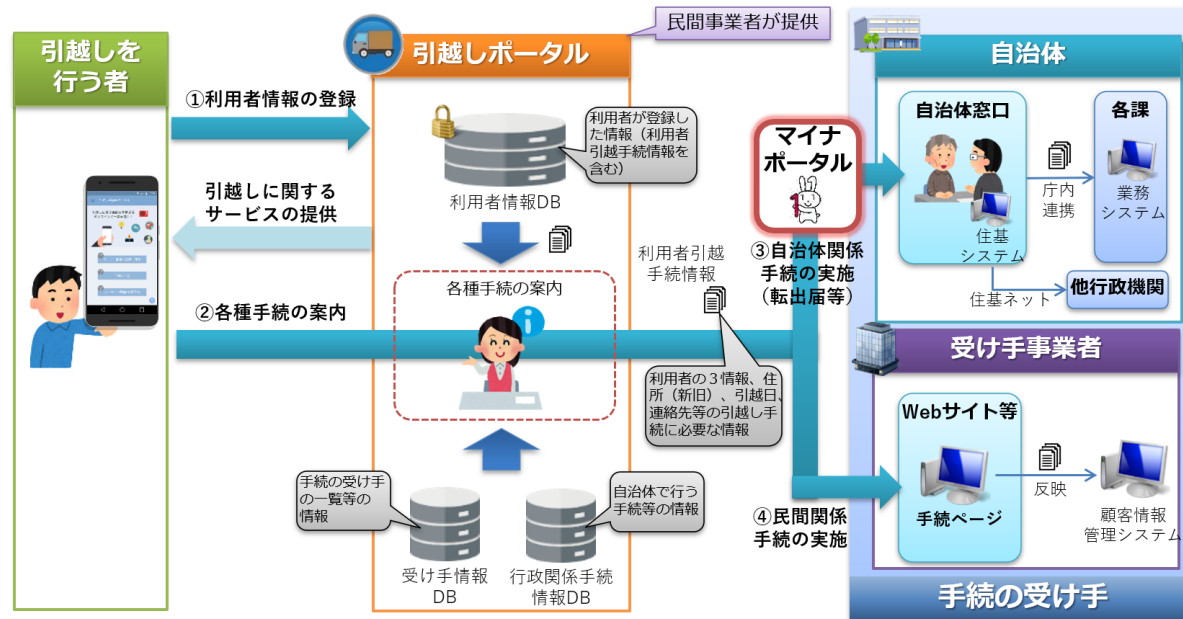 引越しを
行う者
引越しポータル
民間事業者が提供
自治体
①利用者情報の登録
利用者が登録し
た情報（利用者
引越手続情報を
含む）
利用者情報DB
引越しに関する
サービスの提供
各種手続の案内
②各種手続の案内
利用者引越
手続情報
利用者の３情報、住
所（新旧）、引越日、
連絡先等の引越し手
続に必要な情報
手続の受け手
の一覧等の
情報
自治体で行う
手続等の情報
受け手情報
DB
行政関係手続
情報DB
マイナ
ポータル
③自治体関係
手続の実施
（転出届等）
④民間関係
手続の実施
自治体窓口
住基
システム
庁内
連携
各課
業務
システム
住基ネット
他行政機関
受け手事業者
Webサイト等
手続ページ
反映
顧客情報
管理システム
手続の受け手